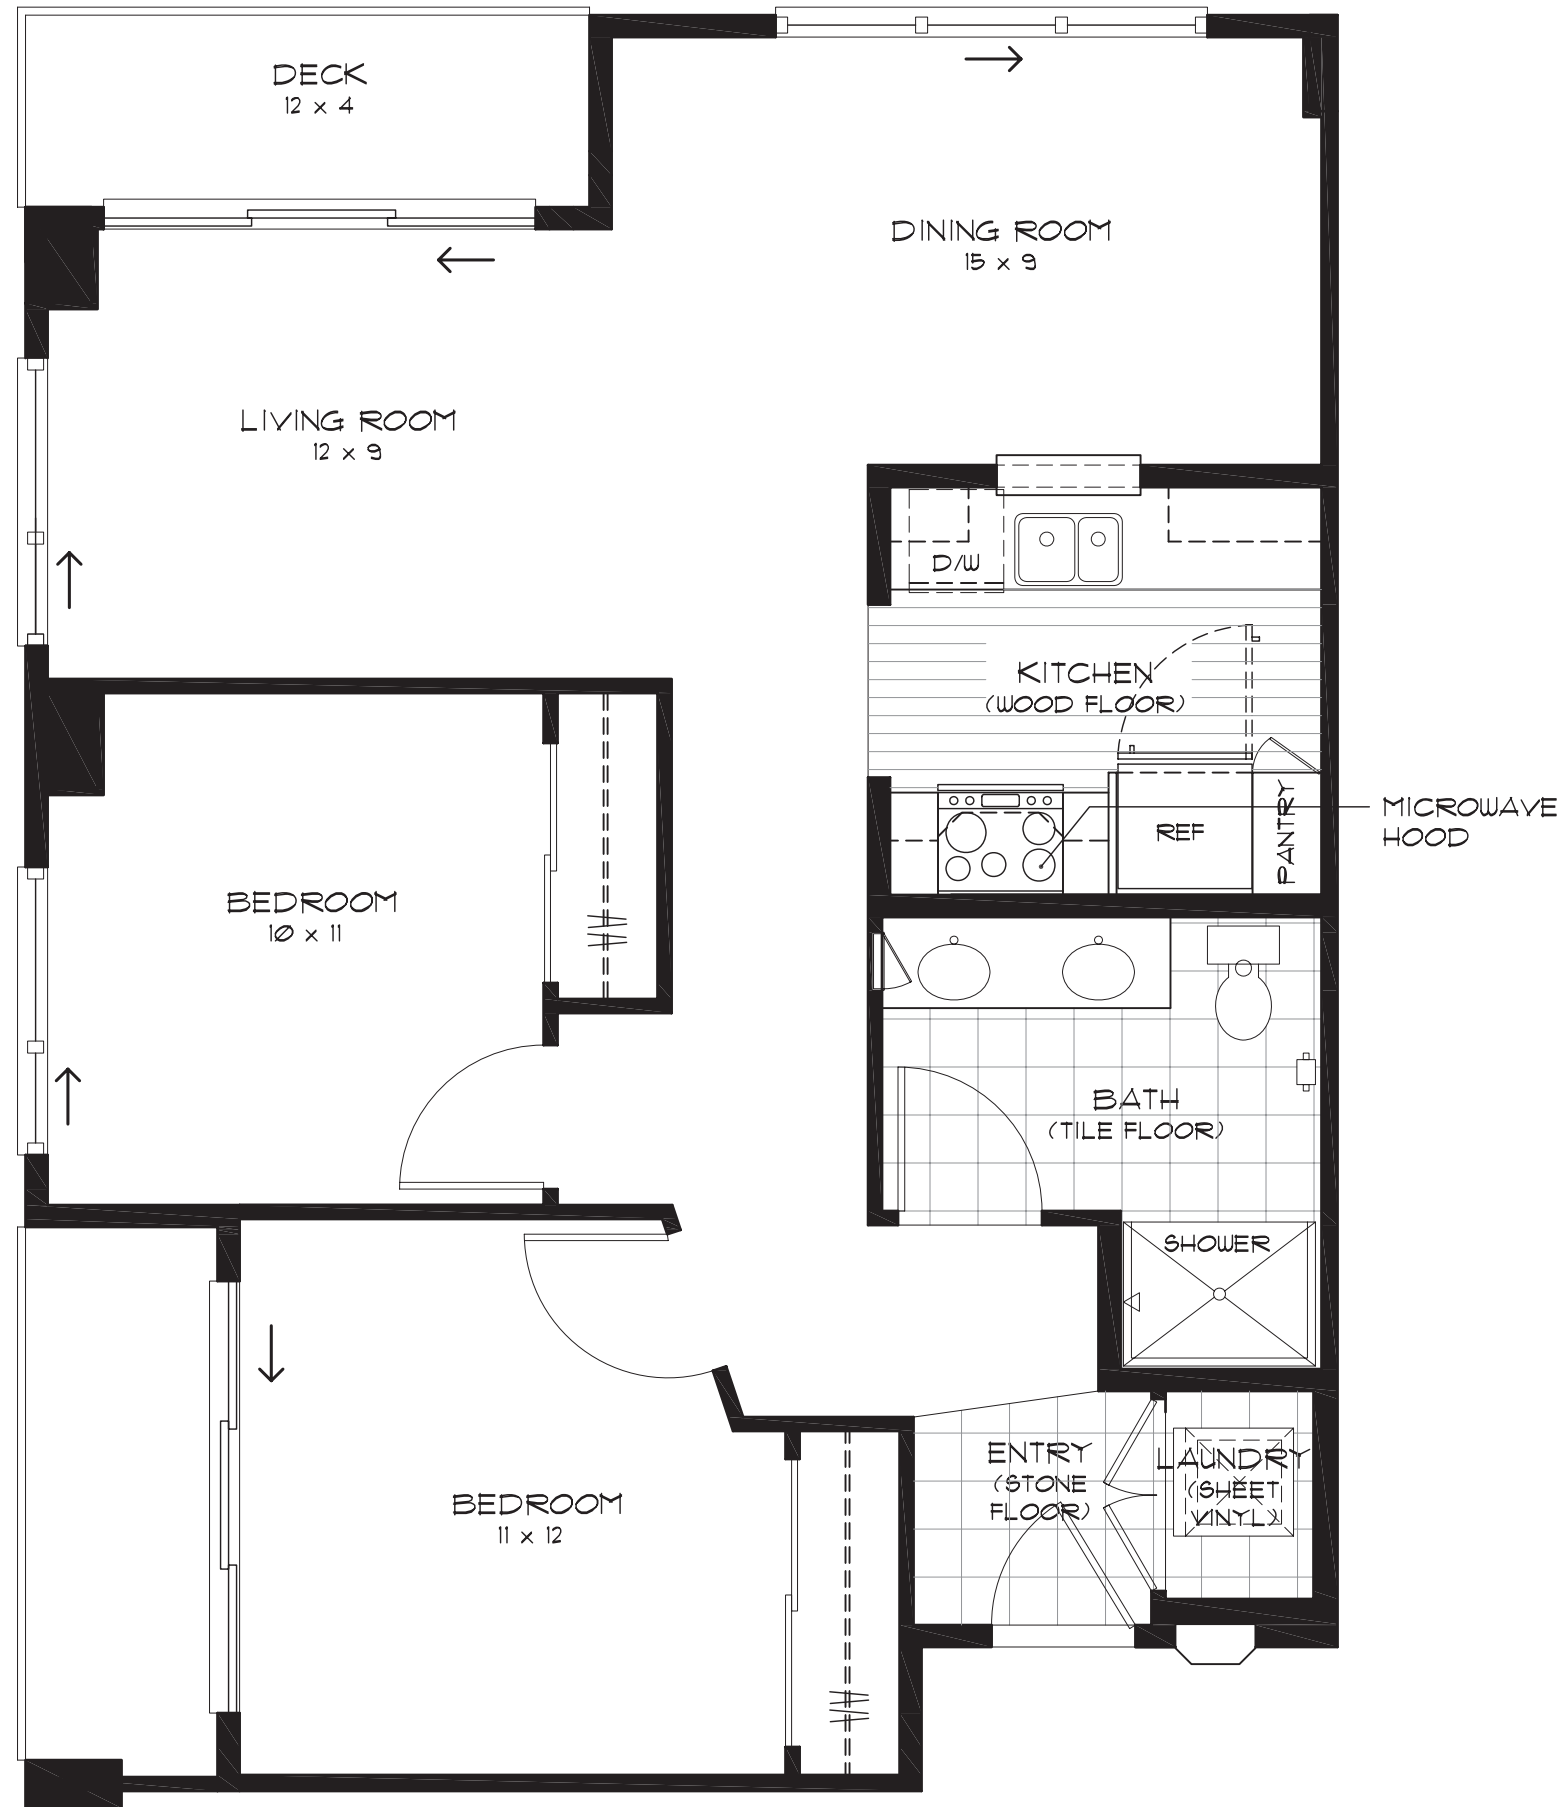 DECK
12 x 4
DINING ROOM
15 x 9
LIVING ROOM
12 x 9
D/W
KITCHEN
(WOOD FLOOR)
REF
PANTRY
MICROWAVE
HOOD
BEDROOM
10 x 11
BATH
(TILE FLOOR)
SHOWER
ENTRY
(STONE
FLOOR)
LAUNDRY
(SHEET
VINYL)
BEDROOM
11 x 12